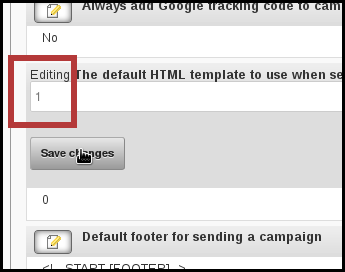 Always add Google tracking code to cam
No
Editing The default HTML template to use when se
1
Save changes
0
Default footer for sending a campaign
<!-- START [FOOTER] -->